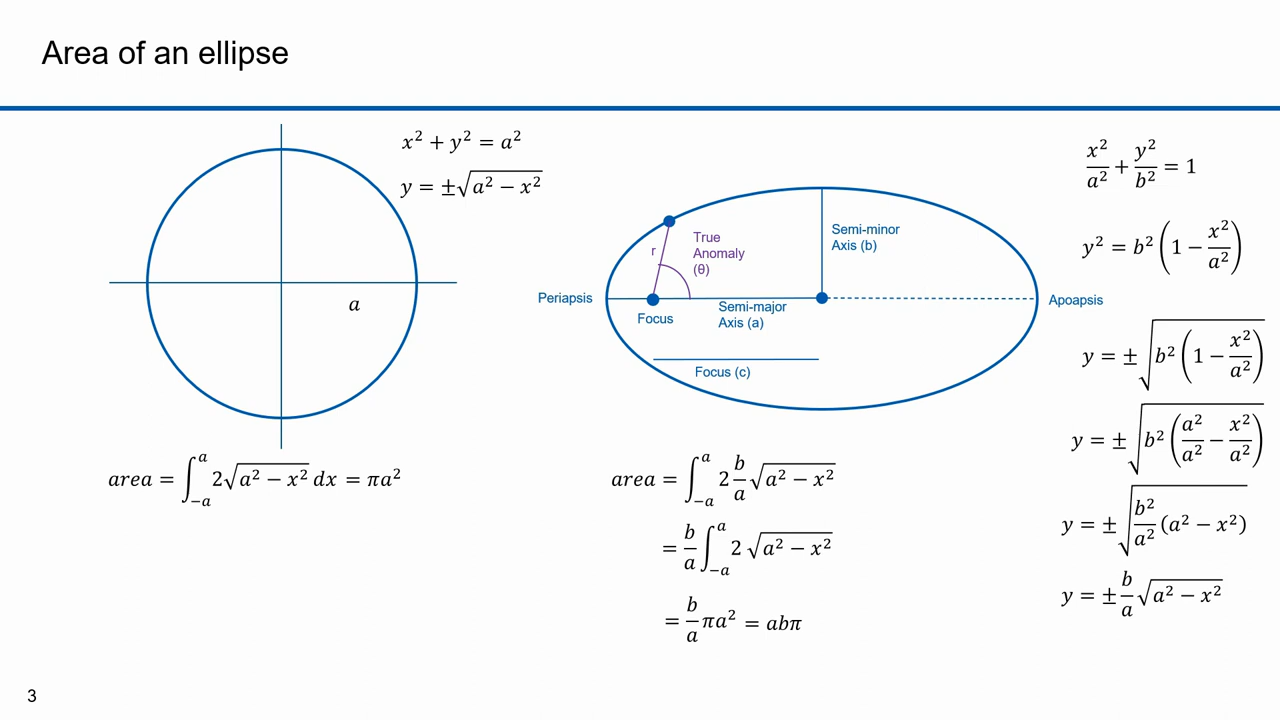 Area of an ellipse
x² + y² = a²
y = ±√(a² − x²)
a
area = ∫₋ₐᵃ 2√(a² − x²) dx = πa²
True
Anomaly
(θ)
r
Semi-minor
Axis (b)
Periapsis
Focus
Semi-major
Axis (a)
Apoapsis
Focus (c)
area = ∫₋ₐᵃ 2 b/a √(a² − x²)
= b/a ∫₋ₐᵃ 2 √(a² − x²)
= b/a πa² = abπ
x²/a² + y²/b² = 1
y² = b² (1 − x²/a²)
y = ± √(b² (1 − x²/a²))
y = ± √(b² (a²/a² − x²/a²))
y = ± √(b²/a² (a² − x²))
y = ± b/a √(a² − x²)
3